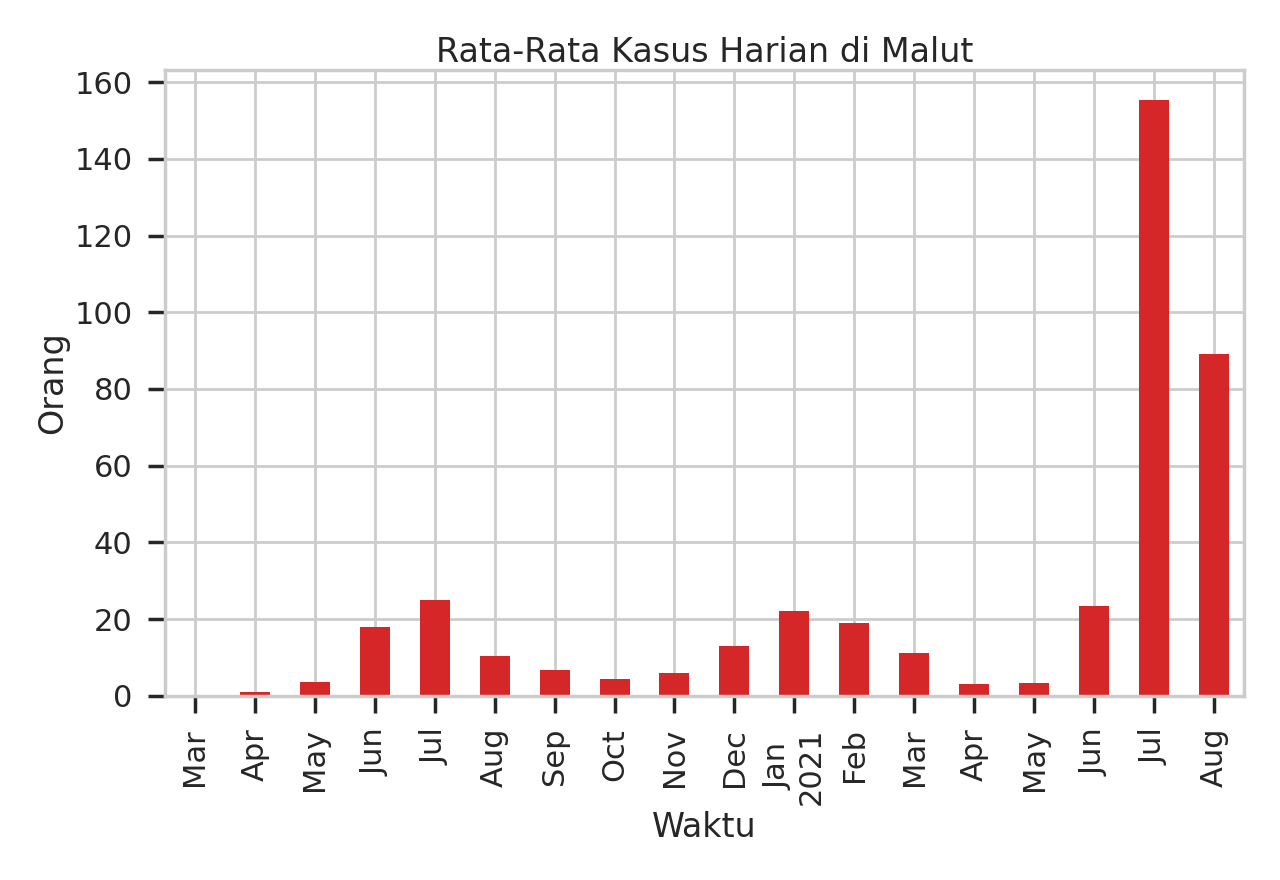 Rata-Rata Kasus Harian di Malut
160
140
120
100
80
60
40
20
0
Orang
Mar
Apr
May
Jun
Jul
Aug
Sep
Oct
Nov
Dec
Jan
2021
Feb
Mar
Apr
May
Jun
Jul
Aug
Waktu